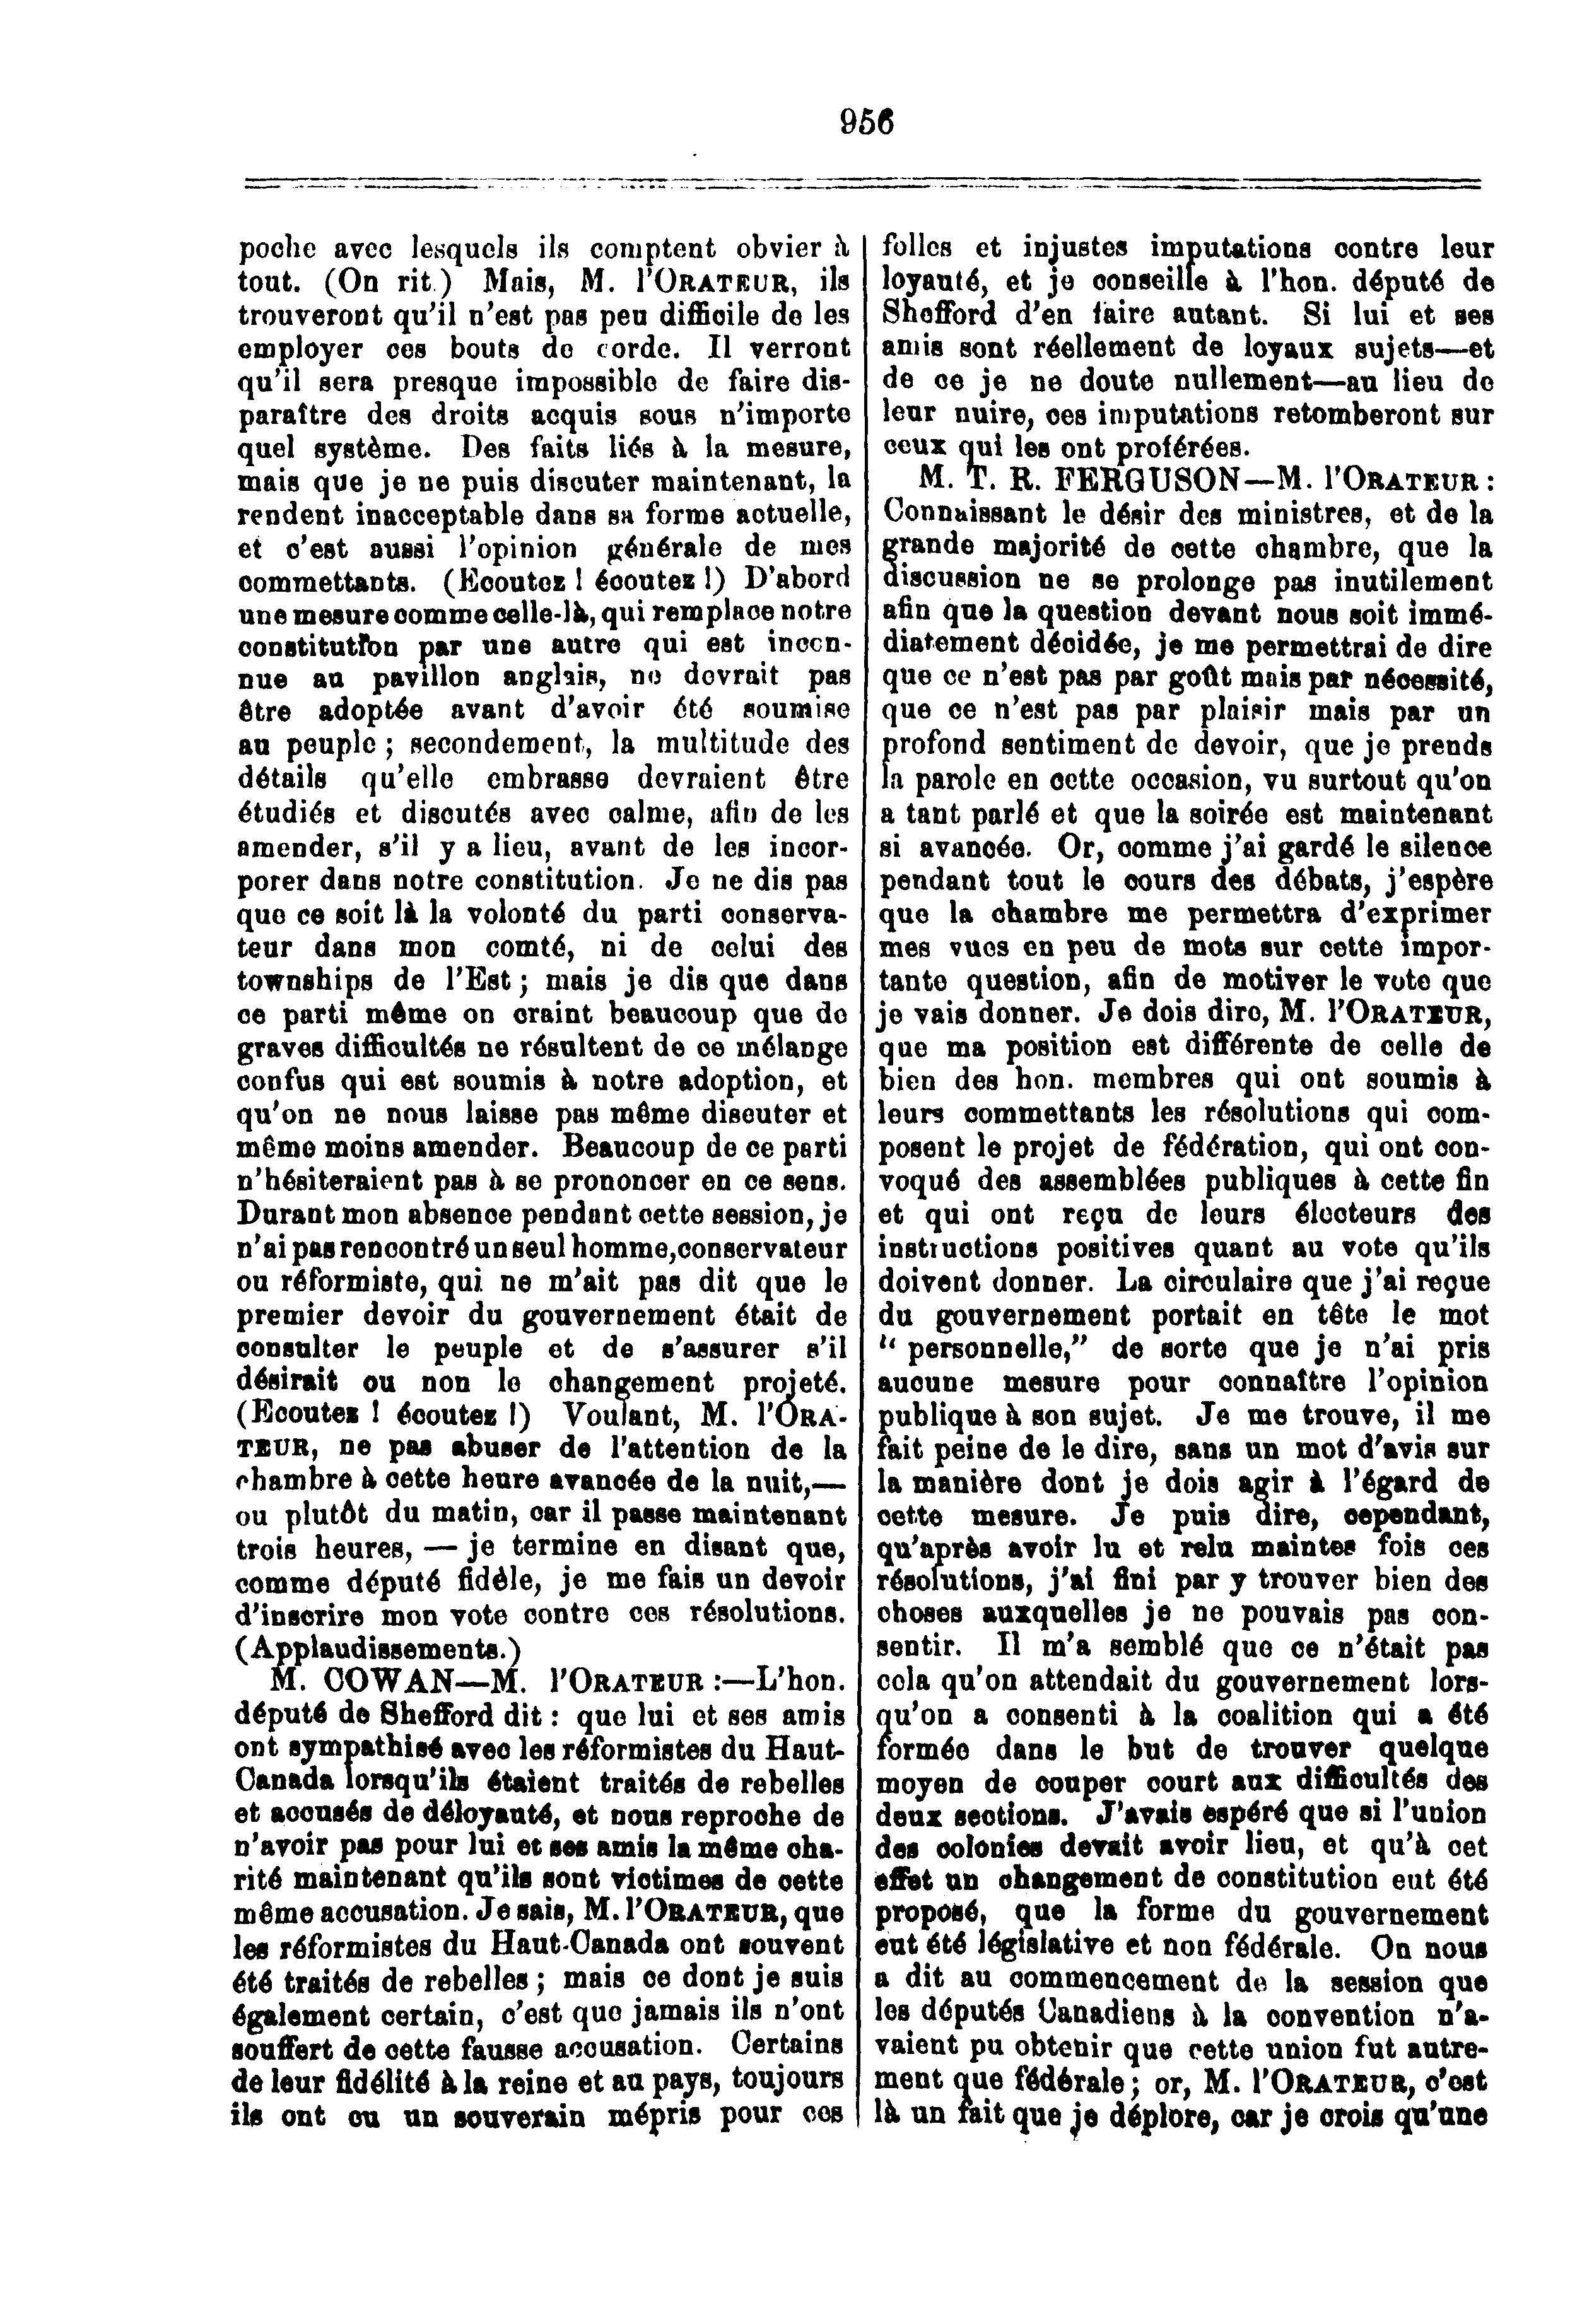 956
poche avec lesquels ils comptent obvier à
tout. (On rit.) Mais, M. l'ORATEUR, ils
trouveront qu'il n'est pas peu difficile de les
employer ces bouts de corde. Il verront
qu'il sera presque impossible de faire dis-
paraître des droits acquis sous n'importe
quel système. Des faits liés à la mesure,
mais que je ne puis discuter maintenant, la
rendent inacceptable dans sa forme actuelle,
et c'est aussi l'opinion générale de mes
commettants. (Ecoutez ! écoutez !) D'abord
une mesure comme celle-là, qui remplace notre
constitution par une autre qui est incon-
nue au pavillon anglais, ne devrait pas
être adoptée avant d'avoir été soumise
au peuple ; secondement, la multitude des
détails qu'elle embrasse devraient être
étudiés et discutés avec calme, afin de les
amender, s'il y a lieu, avant de les incor-
porer dans notre constitution. Je ne dis pas
que ce soit là la volonté du parti conserva-
teur dans mon comté, ni de celui des
townships de l'Est ; mais je dis que dans
ce parti même on craint beaucoup que de
graves difficultés ne résultent de ce mélange
confus qui est soumis à notre adoption, et
qu'on ne nous laisse pas même discuter et
même moins amender. Beaucoup de ce parti
n'hésiteraient pas à se prononcer en ce sens.
Durant mon absence pendant cette session, je
n'ai pas rencontré un seul homme, conservateur
ou réformiste, qui ne m'ait pas dit que le
premier devoir du gouvernement était de
consulter le peuple et de s'assurer s'il
désirait ou non le changement projeté.
(Ecoutez ! écoutez !) Voulant, M. l'ORA-
TEUR, ne pas abuser de l'attention de la
chambre à cette heure avancée de la nuit,—
ou plutôt du matin, car il passe maintenant
trois heures, — je termine en disant que,
comme député fidèle, je me fais un devoir
d'inscrire mon vote contre ces résolutions.
(Applaudissements.)
M. COWAN—M. l'ORATEUR :—L'hon.
député de Shefford dit : que lui et ses amis
ont sympathisé avec les réformistes du Haut-
Canada lorsqu'ils étaient traités de rebelles
et accusés de déloyauté, et nous reproche de
n'avoir pas pour lui et ses amis la même cha-
rité maintenant qu'ils sont victimes de cette
même accusation. Je sais, M. l'ORATEUR, que
les réformistes du Haut-Canada ont souvent
été traités de rebelles ; mais ce dont je suis
également certain, c'est que jamais ils n'ont
souffert de cette fausse accusation. Certains
de leur fidélité à la reine et au pays, toujours
ils ont eu un souverain mépris pour ces
folles et injustes imputations contre leur
loyauté, et je conseille à l'hon. député de
Shefford d'en faire autant. Si lui et ses
amis sont réellement de loyaux sujets—et
de ce je ne doute nullement—au lieu de
leur nuire, ces imputations retomberont sur
ceux qui les ont proférées.
M. T. R. FERGUSON—M. l'ORATEUR :
Connaissant le désir des ministres, et de la
grande majorité de cette chambre, que la
discussion ne se prolonge pas inutilement
afin que la question devant nous soit immé-
diatement décidée, je me permettrai de dire
que ce n'est pas par goût mais par nécessité,
que ce n'est pas par plaisir mais par un
profond sentiment de devoir, que je prends
la parole en cette occasion, vu surtout qu'on
a tant parlé et que la soirée est maintenant
si avancée. Or, comme j'ai gardé le silence
pendant tout le cours des débats, j'espère
que la chambre me permettra d'exprimer
mes vues en peu de mots sur cette impor-
tante question, afin de motiver le vote que
je vais donner. Je dois dire, M. l'ORATEUR,
que ma position est différente de celle de
bien des hon. membres qui ont soumis à
leurs commettants les résolutions qui com-
posent le projet de fédération, qui ont con-
voqué des assemblées publiques à cette fin
et qui ont reçu de leurs électeurs des
instructions positives quant au vote qu'ils
doivent donner. La circulaire que j'ai reçue
du gouvernement portait en tête le mot
“ personnelle,” de sorte que je n'ai pris
aucune mesure pour connaître l'opinion
publique à son sujet. Je me trouve, il me
fait peine de le dire, sans un mot d'avis sur
la manière dont je dois agir à l'égard de
cette mesure. Je puis dire, cependant,
qu'après avoir lu et relu maintes fois ces
résolutions, j'ai fini par y trouver bien des
choses auxquelles je ne pouvais pas con-
sentir. Il m'a semblé que ce n'était pas
cela qu'on attendait du gouvernement lors-
qu'on a consenti à la coalition qui a été
formée dans le but de trouver quelque
moyen de couper court aux difficultés des
deux sections. J'avais espéré que si l'union
des colonies devait avoir lieu, et qu'à cet
effet un changement de constitution eut été
proposé, que la forme du gouvernement
eut été législative et non fédérale. On nous
a dit au commencement de la session que
les députés Canadiens à la convention n'a-
vaient pu obtenir que cette union fut autre-
ment que fédérale ; or, M. l'ORATEUR, c'est
là un fait que je déplore, car je crois qu'une